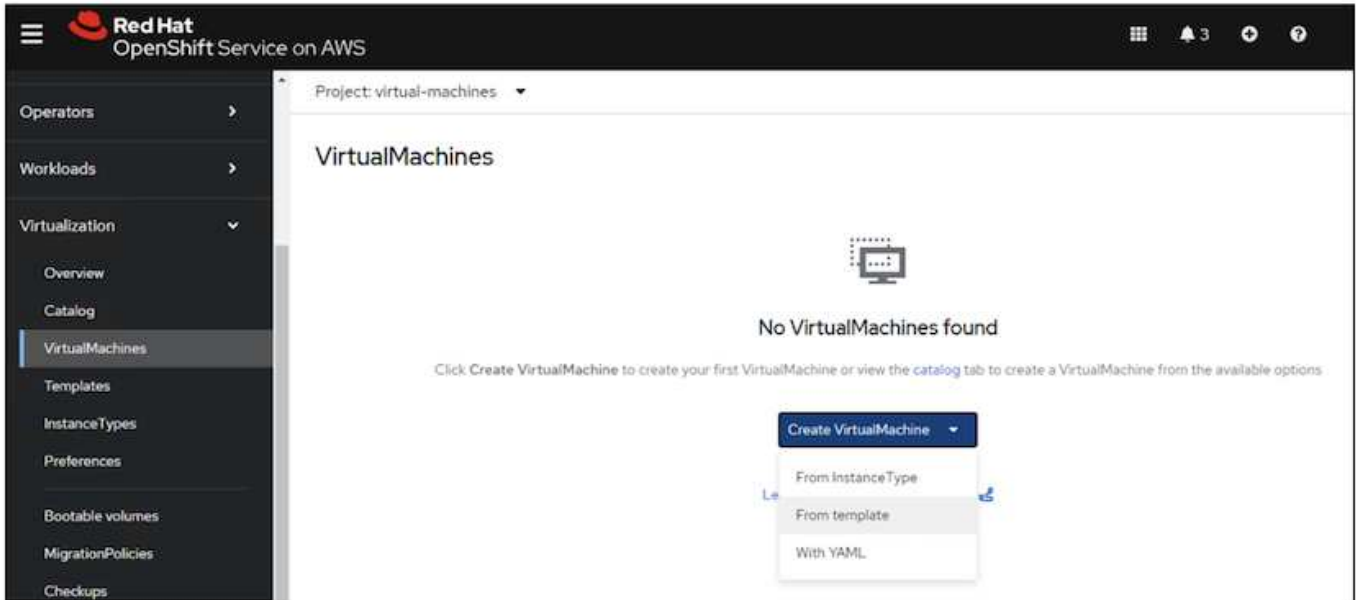 Red Hat
OpenShift Service on AWS
3
Operators
Workloads
Virtualization
Overview
Catalog
VirtualMachines
Templates
InstanceTypes
Preferences
Bootable volumes
MigrationPolicies
Checkups
Project: virtual-machines
VirtualMachines
No VirtualMachines found
Click Create VirtualMachine to create your first VirtualMachine or view the catalog tab to create a VirtualMachine from the available options
Create VirtualMachine
From InstanceType
Le
From template
With YAML